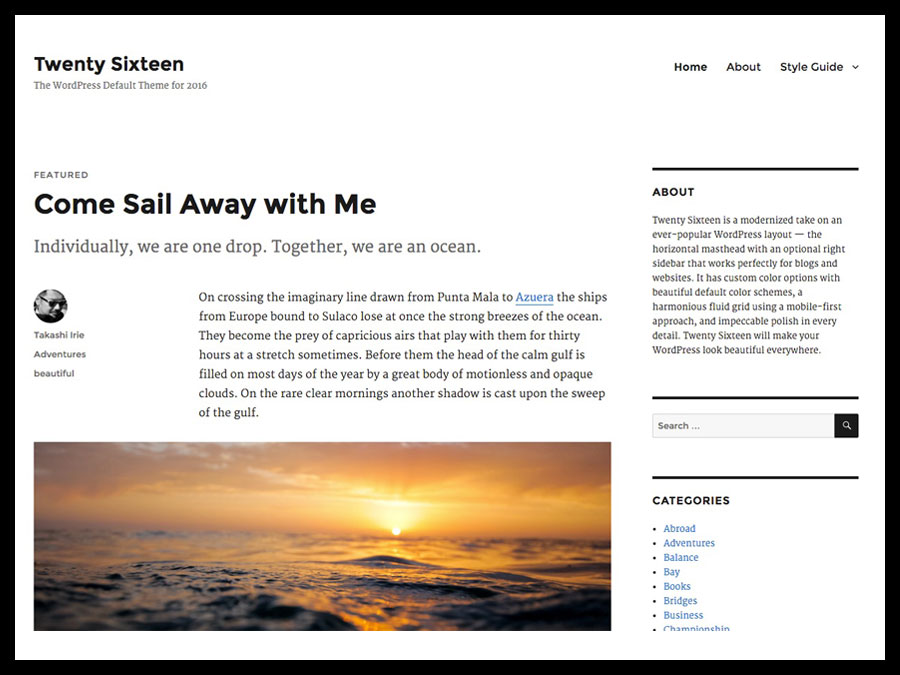 Twenty Sixteen
The WordPress Default Theme for 2016
Home About Style Guide
FEATURED
Come Sail Away with Me
Individually, we are one drop. Together, we are an ocean.
Takashi Irie
Adventures
beautiful
On crossing the imaginary line drawn from Punta Mala to Azuera the ships
from Europe bound to Sulaco lose at once the strong breezes of the ocean.
They become the prey of capricious airs that play with them for thirty
hours at a stretch sometimes. Before them the head of the calm gulf is
filled on most days of the year by a great body of motionless and opaque
clouds. On the rare clear mornings another shadow is cast upon the sweep
of the gulf.
ABOUT
Twenty Sixteen is a modernized take on an
ever-popular WordPress layout — the
horizontal masthead with an optional right
sidebar that works perfectly for blogs and
websites. It has custom color options with
beautiful default color schemes, a
harmonious fluid grid using a mobile-first
approach, and impeccable polish in every
detail. Twenty Sixteen will make your
WordPress look beautiful everywhere.
Search ...
CATEGORIES
Abroad
Adventures
Balance
Bay
Books
Bridges
Business
Championship